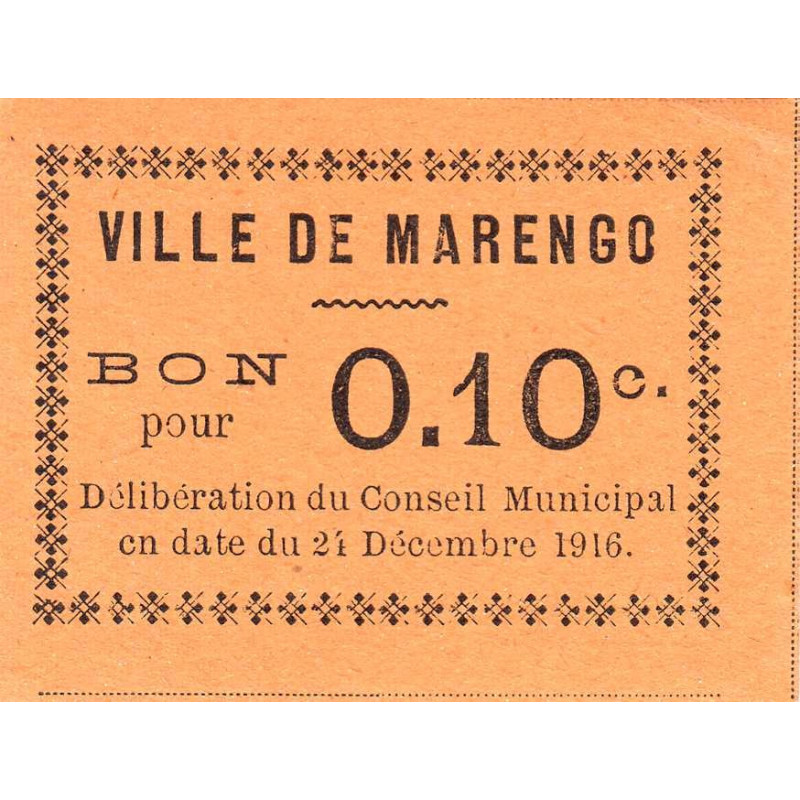 VILLE DE MARENGO
BON pour 0.10c.
Délibération du Conseil Municipal
en date du 24 Décembre 1916.